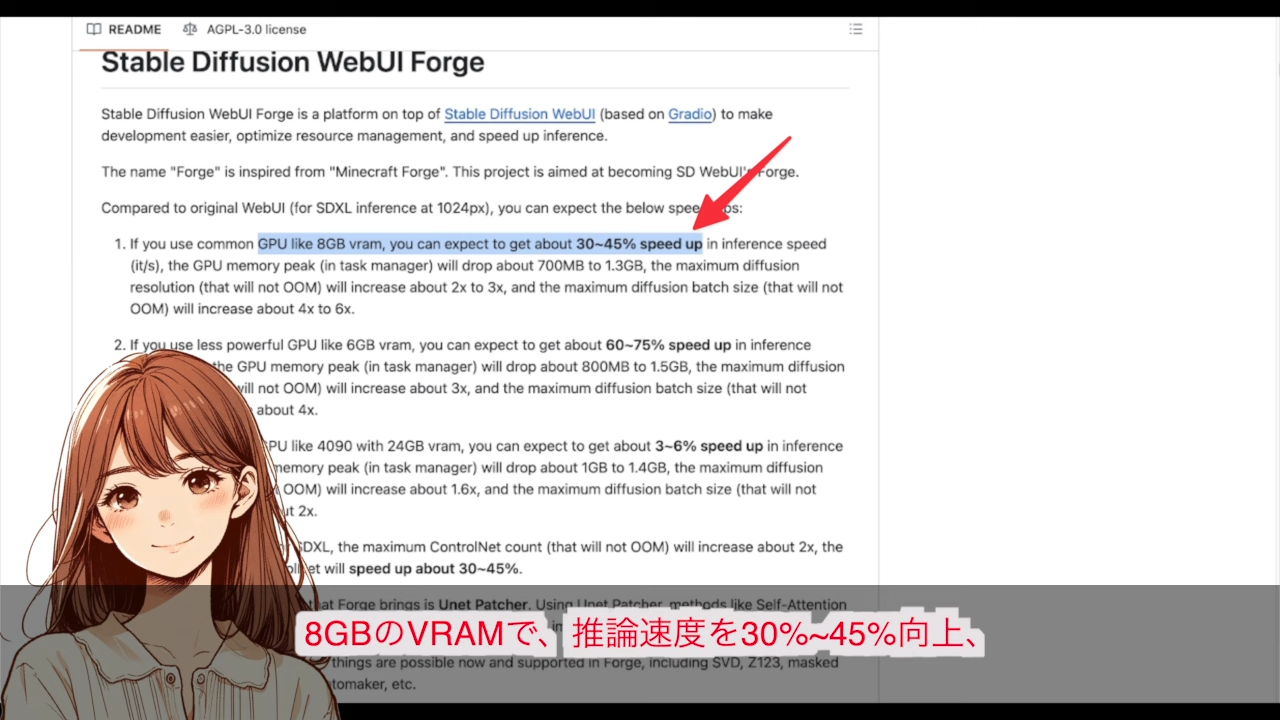 README AGPL-3.0 license
Stable Diffusion WebUI Forge
Stable Diffusion WebUI Forge is a platform on top of Stable Diffusion WebUI (based on Gradio) to make
development easier, optimize resource management, and speed up inference.
The name "Forge" is inspired from "Minecraft Forge". This project is aimed at becoming SD WebUI's Forge.
Compared to original WebUI (for SDXL inference at 1024px), you can expect the below
1. If you use common GPU like 8GB vram, you can expect to get about 30~45% speed up in inference speed
(it/s), the GPU memory peak (in task manager) will drop about 700MB to 1.3GB, the maximum diffusion
resolution (that will not OOM) will increase about 2x to 3x, and the maximum diffusion batch size (that will not
OOM) will increase about 4x to 6x.
2. If you use less powerful GPU like 6GB vram, you can expect to get about 60~75% speed up in inference
the GPU memory peak (in task manager) will drop about 800MB to 1.5GB, the maximum diffusion
will not OOM) will increase about 3x, and the maximum diffusion batch size (that will not
about 4x.
GPU like 4090 with 24GB vram, you can expect to get about 3~6% speed up in inference
memory peak (in task manager) will drop about 1GB to 1.4GB, the maximum diffusion
OOM) will increase about 1.6x, and the maximum diffusion batch size (that will not
2x.
SDXL, the maximum ControlNet count (that will not OOM) will increase about 2x, the
will speed up about 30~45%.
that Forge brings is Unet Patcher. Using Unet Patcher, methods like Self-Attention
8GBのVRAMで、推論速度を30%~45%向上、
things are possible now and supported in Forge, including SVD, Z123, masked
etc.